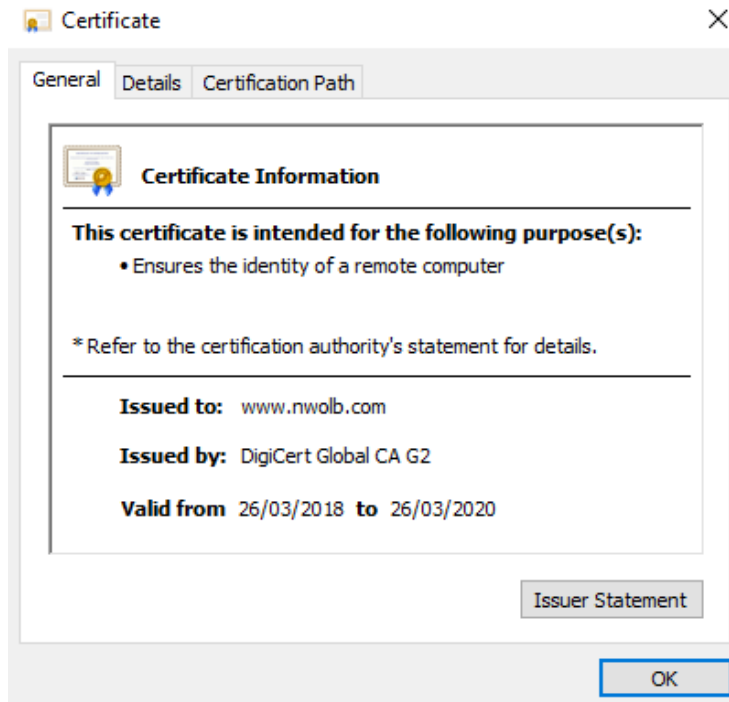 Certificate
General Details Certification Path
Certificate Information
This certificate is intended for the following purpose(s):
• Ensures the identity of a remote computer
* Refer to the certification authority's statement for details.
Issued to: www.nwolb.com
Issued by: DigiCert Global CA G2
Valid from 26/03/2018 to 26/03/2020
Issuer Statement
OK